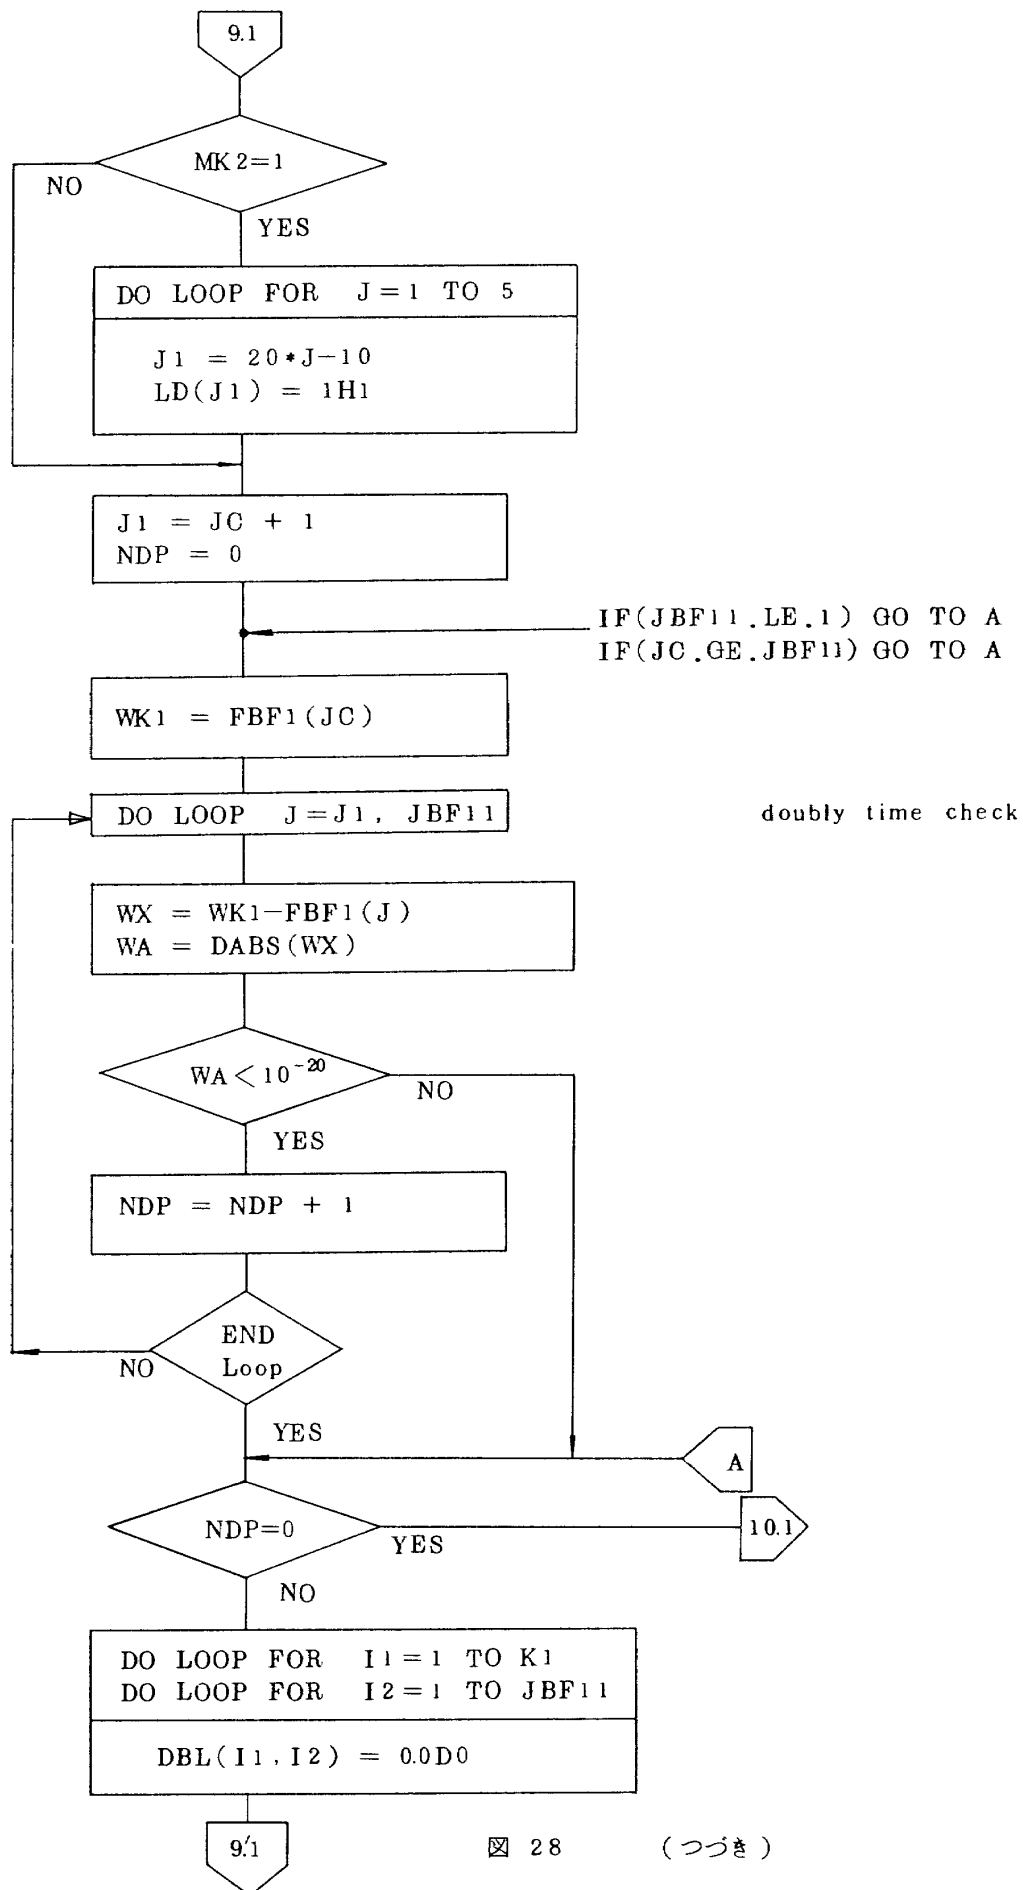 9.1
MK2=1
NO
YES
DO LOOP FOR J=1 TO 5
J1 = 20*J-10
LD(J1) = 1H1
J1 = JC + 1
NDP = 0
IF(JBF11.LE.1) GO TO A
IF(JC.GE.JBF11) GO TO A
WK1 = FBF1(JC)
DO LOOP J=J1, JBF11
doubly time check
WX = WK1-FBF1(J)
WA = DABS(WX)
WA<10⁻²⁰
NO
YES
NDP = NDP + 1
END
Loop
NO
YES
A
NDP=0
YES
10.1
NO
DO LOOP FOR I1=1 TO K1
DO LOOP FOR I2=1 TO JBF11
DBL(I1,I2) = 0.0D0
9.'1
図 28 (つづき)